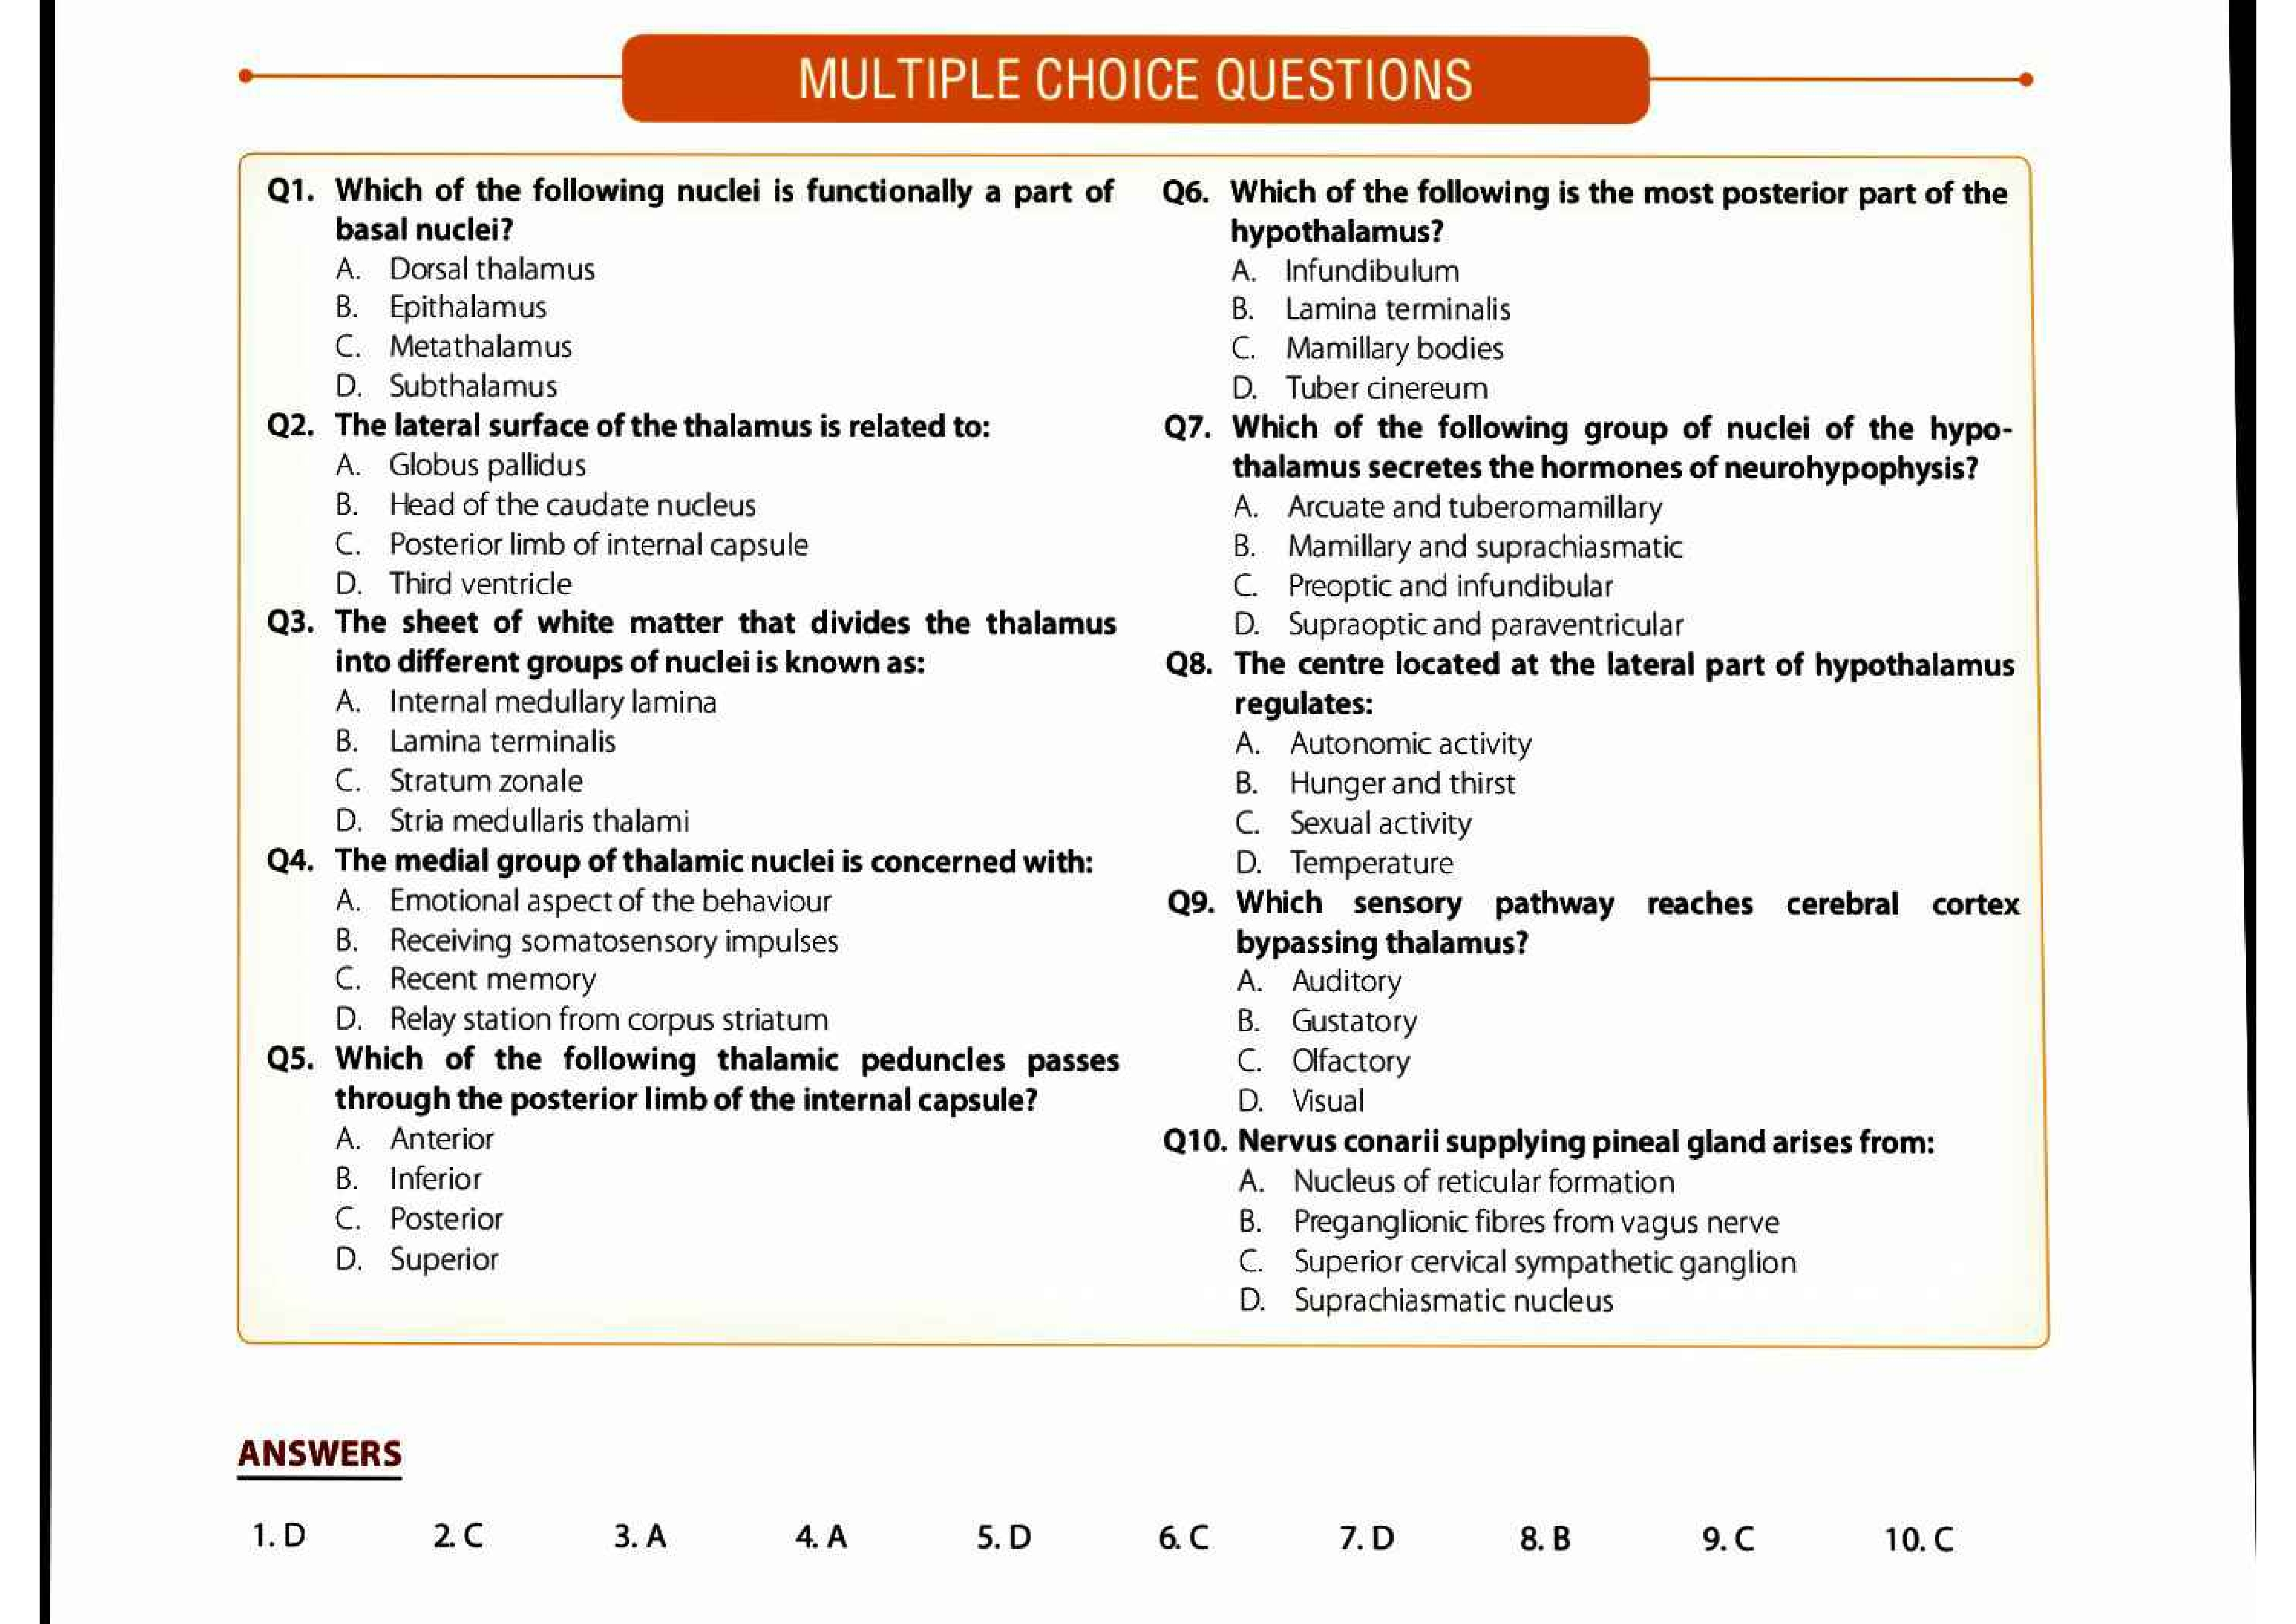 MULTIPLE CHOICE QUESTIONS
Q1. Which of the following nuclei is functionally a part of
basal nuclei?
A. Dorsal thalamus
B. Epithalamus
C. Metathalamus
D. Subthalamus
Q2. The lateral surface of the thalamus is related to:
A. Globus pallidus
B. Head of the caudate nucleus
C. Posterior limb of internal capsule
D. Third ventricle
Q3. The sheet of white matter that divides the thalamus
into different groups of nuclei is known as:
A. Internal medullary lamina
B. Lamina terminalis
C. Stratum zonale
D. Stria medullaris thalami
Q4. The medial group of thalamic nuclei is concerned with:
A. Emotional aspect of the behaviour
B. Receiving somatosensory impulses
C. Recent memory
D. Relay station from corpus striatum
Q5. Which of the following thalamic peduncles passes
through the posterior limb of the internal capsule?
A. Anterior
B. Inferior
C. Posterior
D. Superior
Q6. Which of the following is the most posterior part of the
hypothalamus?
A. Infundibulum
B. Lamina terminalis
C. Mamillary bodies
D. Tuber cinereum
Q7. Which of the following group of nuclei of the hypo-
thalamus secretes the hormones of neurohypophysis?
A. Arcuate and tuberomamillary
B. Mamillary and suprachiasmatic
C. Preoptic and infundibular
D. Supraoptic and paraventricular
Q8. The centre located at the lateral part of hypothalamus
regulates:
A. Autonomic activity
B. Hunger and thirst
C. Sexual activity
D. Temperature
Q9. Which sensory pathway reaches cerebral cortex
bypassing thalamus?
A. Auditory
B. Gustatory
C. Olfactory
D. Visual
Q10. Nervus conarii supplying pineal gland arises from:
A. Nucleus of reticular formation
B. Preganglionic fibres from vagus nerve
C. Superior cervical sympathetic ganglion
D. Suprachiasmatic nucleus
ANSWERS
1. D 2. C 3. A 4. A 5. D 6. C 7. D 8. B 9. C 10. C